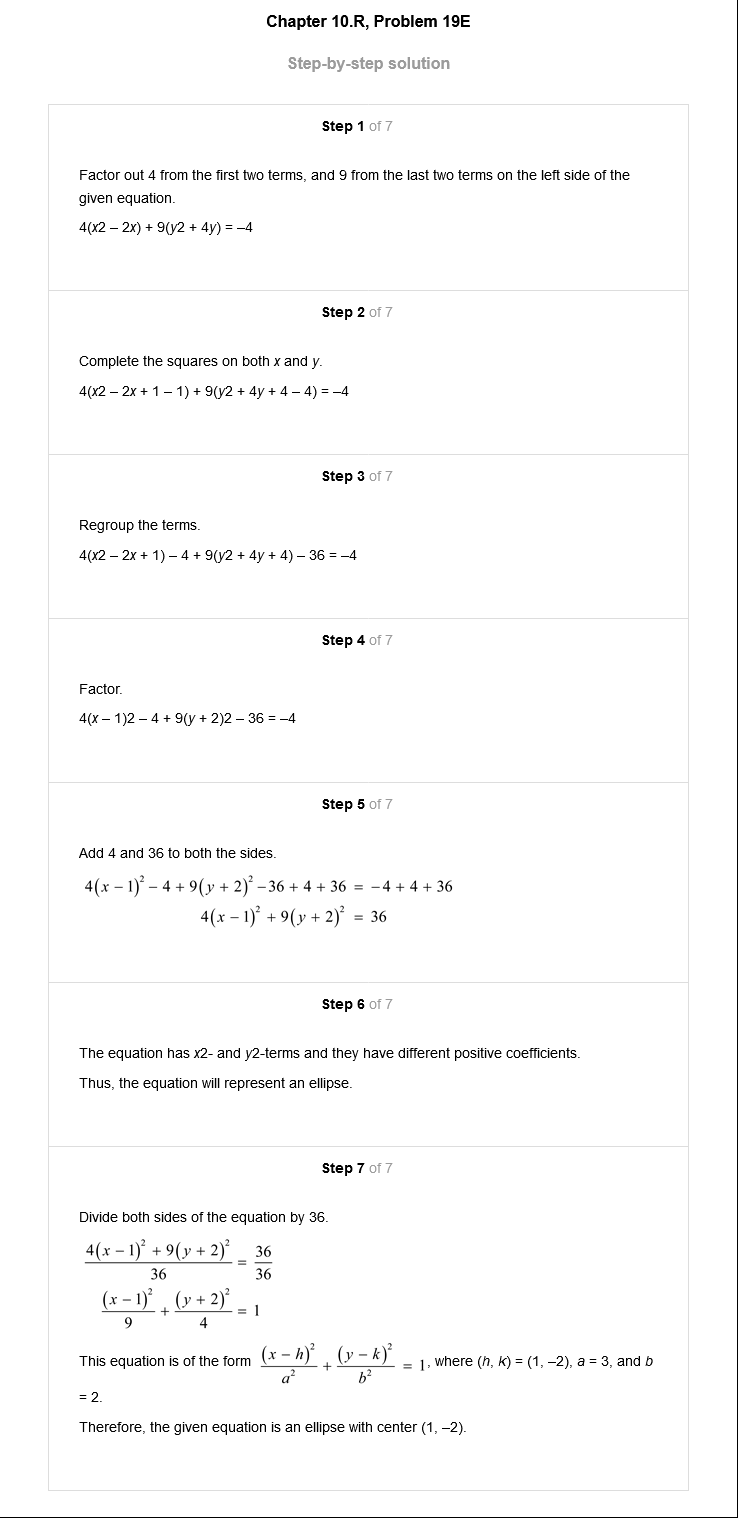 Chapter 10.R, Problem 19E
Step-by-step solution
Step 1 of 7
Factor out 4 from the first two terms, and 9 from the last two terms on the left side of the
given equation.
4(x2 – 2x) + 9(y2 + 4y) = –4
Step 2 of 7
Complete the squares on both x and y.
4(x2 – 2x + 1 – 1) + 9(y2 + 4y + 4 – 4) = –4
Step 3 of 7
Regroup the terms.
4(x2 – 2x + 1) – 4 + 9(y2 + 4y + 4) – 36 = –4
Step 4 of 7
Factor.
4(x – 1)2 – 4 + 9(y + 2)2 – 36 = –4
Step 5 of 7
Add 4 and 36 to both the sides.
4(x − 1)² − 4 + 9(y + 2)² − 36 + 4 + 36 = −4 + 4 + 36
4(x − 1)² + 9(y + 2)² = 36
Step 6 of 7
The equation has x2- and y2-terms and they have different positive coefficients.
Thus, the equation will represent an ellipse.
Step 7 of 7
Divide both sides of the equation by 36.
(4(x − 1)² + 9(y + 2)²)/36 = 36/36
(x − 1)²/9 + (y + 2)²/4 = 1
This equation is of the form (x − h)²/a² + (y − k)²/b² = 1, where (h, k) = (1, –2), a = 3, and b
= 2.
Therefore, the given equation is an ellipse with center (1, –2).